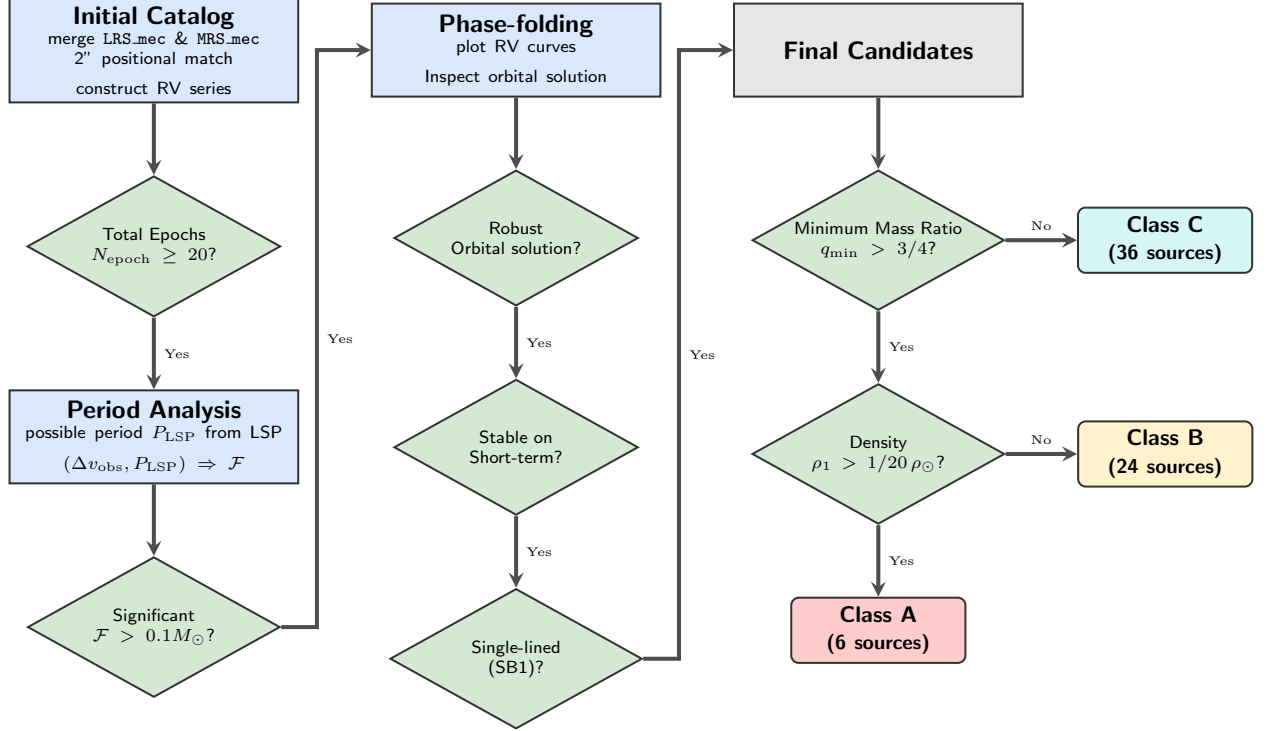 Initial Catalog
merge LRS_mec & MRS_mec
2" positional match
construct RV series
Total Epochs
N_epoch ≥ 20?
Yes
Period Analysis
possible period P_LSP from LSP
(Δv_obs, P_LSP) ⇒ ℱ
Significant
ℱ > 0.1M_⊙?
Yes
Phase-folding
plot RV curves
Inspect orbital solution
Robust
Orbital solution?
Yes
Stable on
Short-term?
Yes
Single-lined
(SB1)?
Yes
Final Candidates
Minimum Mass Ratio
q_min > 3/4?
No
Class C
(36 sources)
Yes
Density
ρ_1 > 1/20 ρ_⊙?
No
Class B
(24 sources)
Yes
Class A
(6 sources)